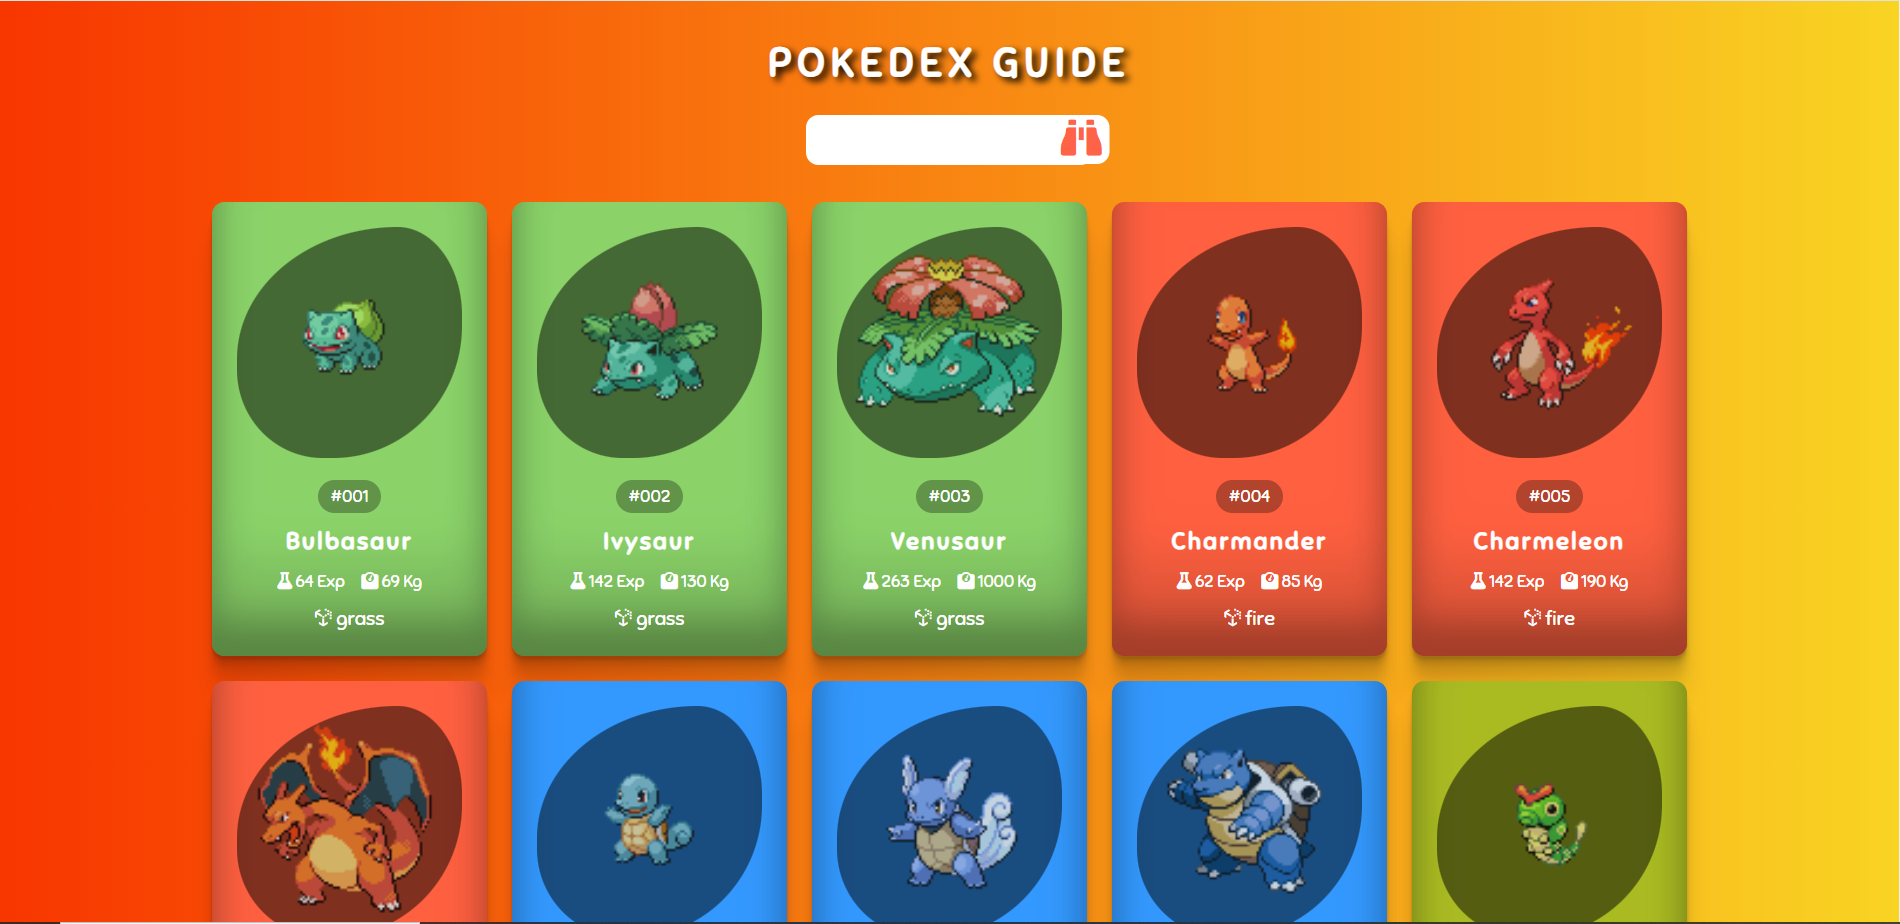 POKEDEX GUIDE
#001
Bulbasaur
64 Exp 69 Kg
grass
#002
Ivysaur
142 Exp 130 Kg
grass
#003
Venusaur
263 Exp 1000 Kg
grass
#004
Charmander
62 Exp 85 Kg
fire
#005
Charmeleon
142 Exp 190 Kg
fire